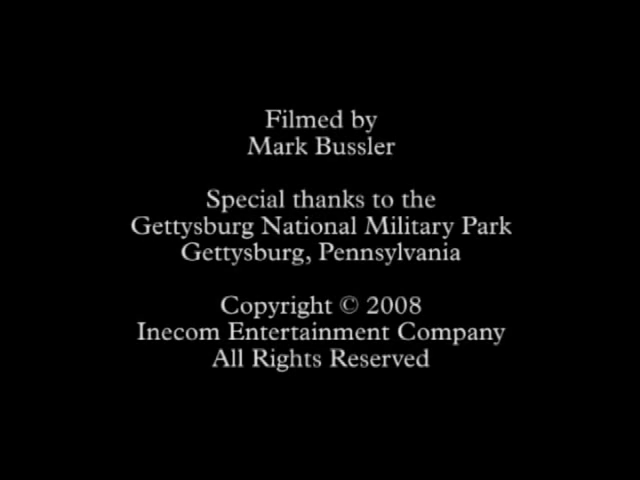 Filmed by
Mark Bussler
Special thanks to the
Gettysburg National Military Park
Gettysburg, Pennsylvania
Copyright © 2008
Inecom Entertainment Company
All Rights Reserved